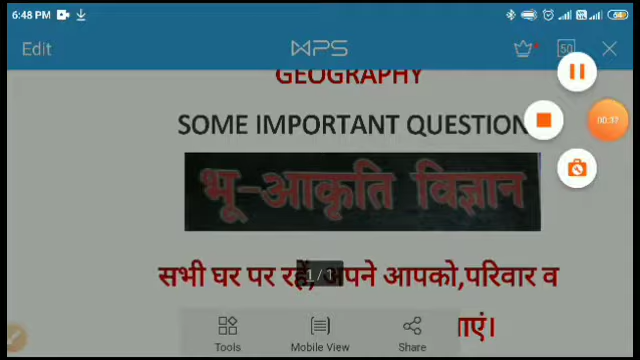 6:48 PM
Edit
WPS
50
GEOGRAPHY
00:37
SOME IMPORTANT QUESTION
भू-आकृति विज्ञान
सभी घर पर रहें, अपने आपको,परिवार व
1/1
Tools
Mobile View
Share